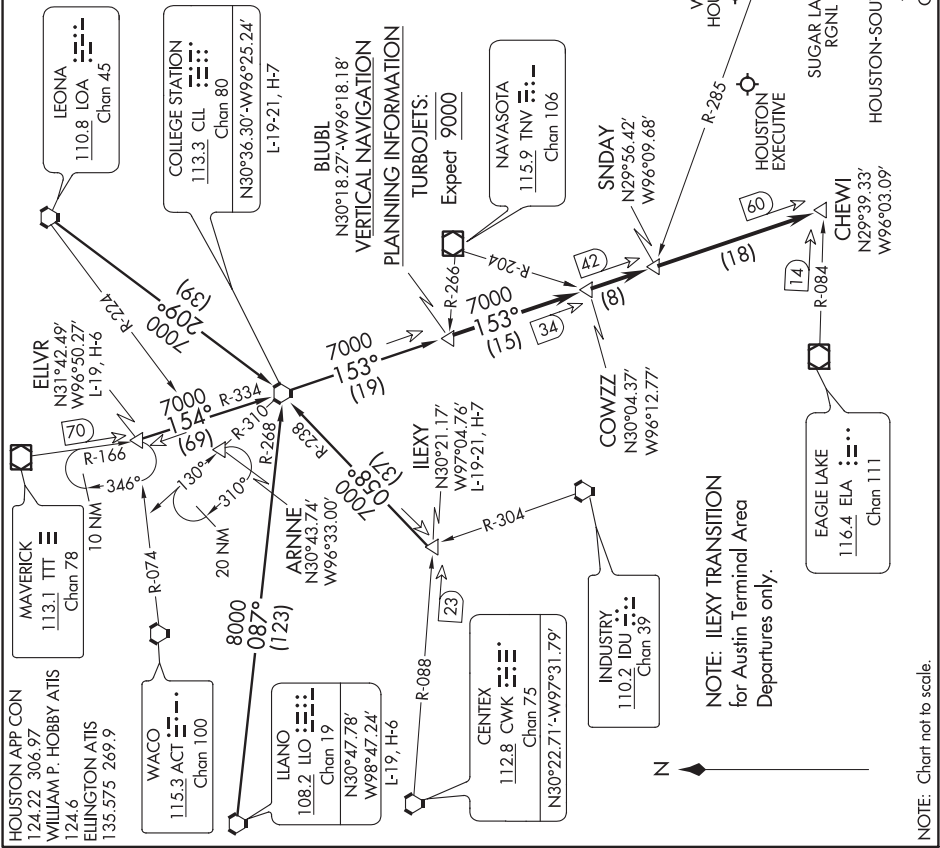 HOUSTON APP CON
124.22 306.97
WILLIAM P. HOBBY ATIS
124.6
ELLINGTON ATIS
135.575 269.9
MAVERICK
113.1 TTT
Chan 78
70
R-166
346°
10 NM
ELLVR
N31°42.49'
W96°50.27'
L-19, H-6
LEONA
110.8 LOA
Chan 45
R-224
7000
209°
(39)
7000
154°
(69)
R-334
WACO
115.3 ACT
Chan 100
R-074
130°
310°
20 NM
R-310
ARNNE
N30°43.74'
W96°33.00'
COLLEGE STATION
113.3 CLL
Chan 80
N30°36.30'-W96°25.24'
L-19-21, H-7
R-268
8000
087°
(123)
LLANO
108.2 LLO
Chan 19
N30°47.78'
W98°47.24'
L-19, H-6
R-238
7000
058°
(37)
ILEXY
N30°21.17'
W97°04.76'
L-19-21, H-7
7000
153°
(19)
BLUBL
N30°18.27'-W96°18.18'
VERTICAL NAVIGATION
PLANNING INFORMATION
TURBOJETS:
Expect 9000
R-088
23
CENTEX
112.8 CWK
Chan 75
N30°22.71'-W97°31.79'
R-304
INDUSTRY
110.2 IDU
Chan 39
R-266
NAVASOTA
115.9 TNV
Chan 106
R-204
7000
153°
(15)
34
COWZZ
N30°04.37'
W96°12.77'
42
(8)
SNIDAY
N29°56.42'
W96°09.68'
R-285
60
(18)
HOUSTON
EXECUTIVE
CHEWI
N29°39.33'
W96°03.09'
14
R-084
EAGLE LAKE
116.4 ELA
Chan 111
SUGAR LA
RGNL
HOUSTON-SOU
HOU
NOTE: ILEXY TRANSITION
for Austin Terminal Area
Departures only.
N
NOTE: Chart not to scale.